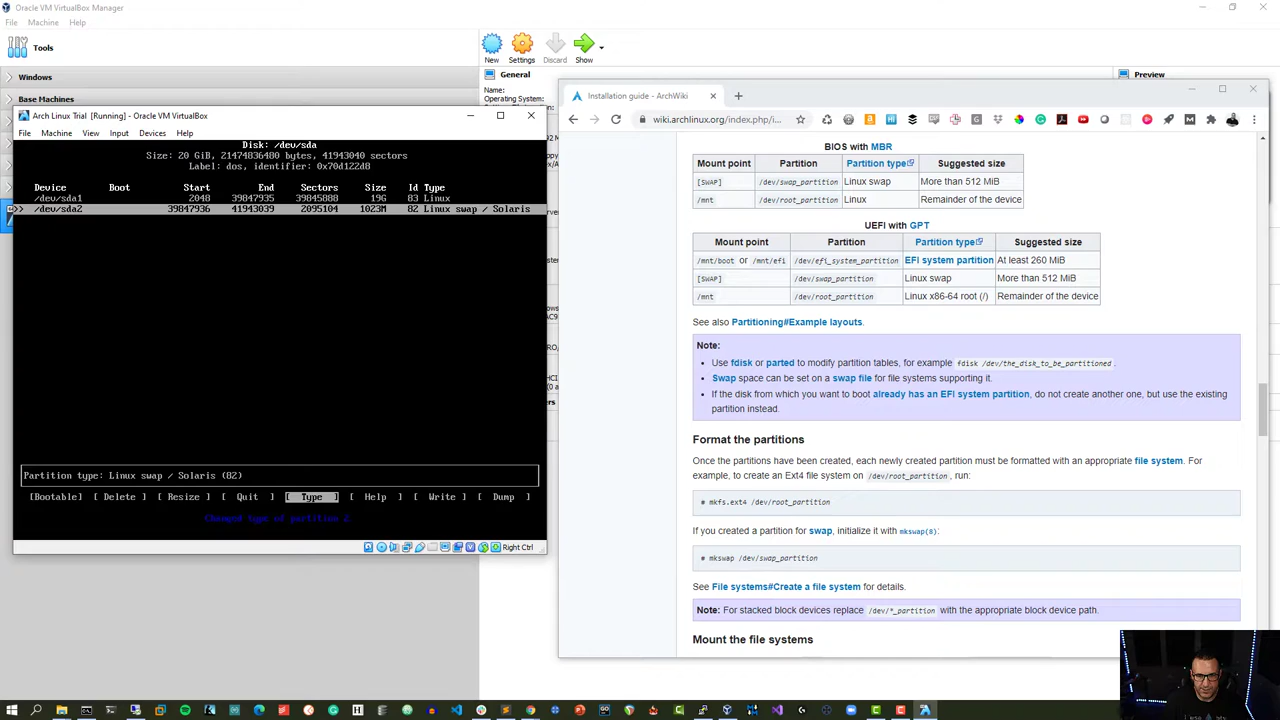 Oracle VM VirtualBox Manager
File Machine Help
Tools
Windows
Base Machines
New Settings Discard Show
General
Name:
Operating System:
Preview
Arch Linux Trial [Running] - Oracle VM VirtualBox
File Machine View Input Devices Help
Disk: /dev/sda
Size: 20 GiB, 21474836480 bytes, 41943040 sectors
Label: dos, identifier: 0x70d122d8
Device Boot Start End Sectors Size Id Type
/dev/sda1 2048 39847935 39845888 19G 83 Linux
>> /dev/sda2 39847936 41943039 2095104 1023M 82 Linux swap / Solaris
Partition type: Linux swap / Solaris (82)
[Bootable] [ Delete ] [ Resize ] [ Quit ] [ Type ] [ Help ] [ Write ] [ Dump ]
Changed type of partition 2
Right Ctrl
Installation guide - ArchWiki
wiki.archlinux.org/index.php/i...
BIOS with MBR
Mount point Partition Partition type Suggested size
[SWAP] /dev/swap_partition Linux swap More than 512 MiB
/mnt /dev/root_partition Linux Remainder of the device
UEFI with GPT
Mount point Partition Partition type Suggested size
/mnt/boot or /mnt/efi /dev/efi_system_partition EFI system partition At least 260 MiB
[SWAP] /dev/swap_partition Linux swap More than 512 MiB
/mnt /dev/root_partition Linux x86-64 root (/) Remainder of the device
See also Partitioning#Example layouts.
Note:
• Use fdisk or parted to modify partition tables, for example fdisk /dev/the_disk_to_be_partitioned.
• Swap space can be set on a swap file for file systems supporting it.
• If the disk from which you want to boot already has an EFI system partition, do not create another one, but use the existing
partition instead.
Format the partitions
Once the partitions have been created, each newly created partition must be formatted with an appropriate file system. For
example, to create an Ext4 file system on /dev/root_partition, run:
# mkfs.ext4 /dev/root_partition
If you created a partition for swap, initialize it with mkswap(8):
# mkswap /dev/swap_partition
See File systems#Create a file system for details.
Note: For stacked block devices replace /dev/*_partition with the appropriate block device path.
Mount the file systems